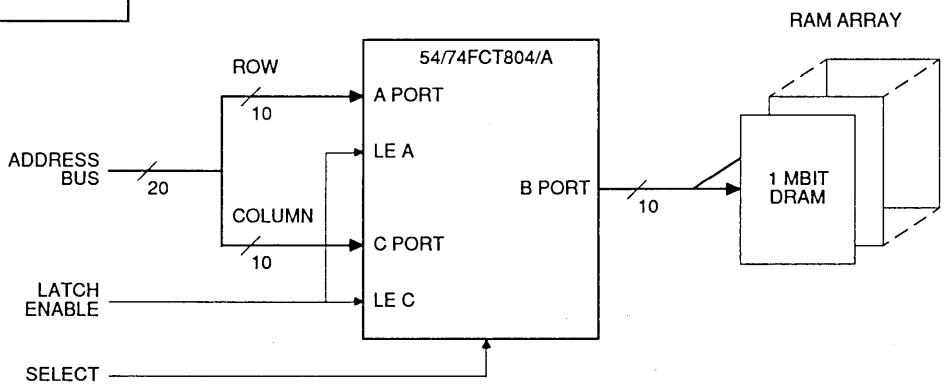 RAM ARRAY
54/74FCT804/A
ROW
10
A PORT
ADDRESS
BUS
20
LE A
B PORT
10
1 MBIT
DRAM
COLUMN
10
C PORT
LATCH
ENABLE
LE C
SELECT